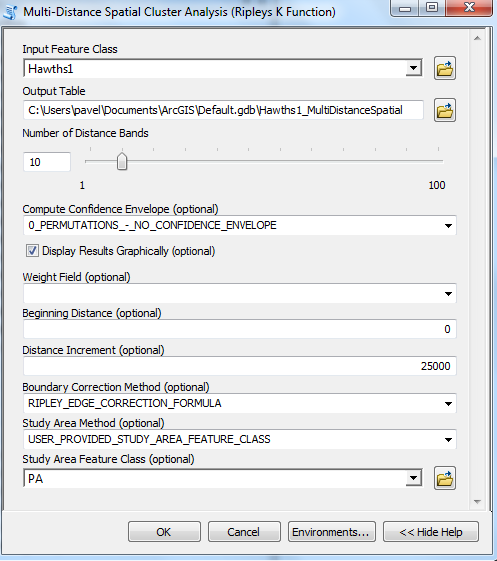 Multi-Distance Spatial Cluster Analysis (Ripleys K Function)
Input Feature Class
Hawths1
Output Table
C:\Users\pavel\Documents\ArcGIS\Default.gdb\Hawths1_MultiDistanceSpatial
Number of Distance Bands
10
1 100
Compute Confidence Envelope (optional)
0_PERMUTATIONS_-_NO_CONFIDENCE_ENVELOPE
Display Results Graphically (optional)
Weight Field (optional)
Beginning Distance (optional)
0
Distance Increment (optional)
25000
Boundary Correction Method (optional)
RIPLEY_EDGE_CORRECTION_FORMULA
Study Area Method (optional)
USER_PROVIDED_STUDY_AREA_FEATURE_CLASS
Study Area Feature Class (optional)
PA
OK Cancel Environments... << Hide Help